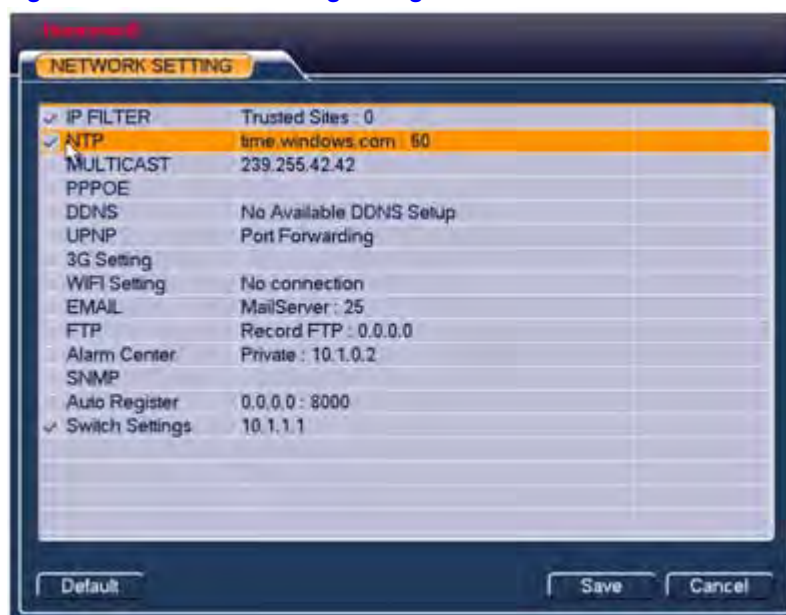 Honeywell
NETWORK SETTING
IP FILTER Trusted Sites : 0
NTP time.windows.com : 60
MULTICAST 239.255.42.42
PPPOE
DDNS No Available DDNS Setup
UPNP Port Forwarding
3G Setting
WIFI Setting No connection
EMAIL MailServer : 25
FTP Record FTP : 0.0.0.0
Alarm Center Private : 10.1.0.2
SNMP
Auto Register 0.0.0.0 : 8000
Switch Settings 10.1.1.1
Default Save Cancel